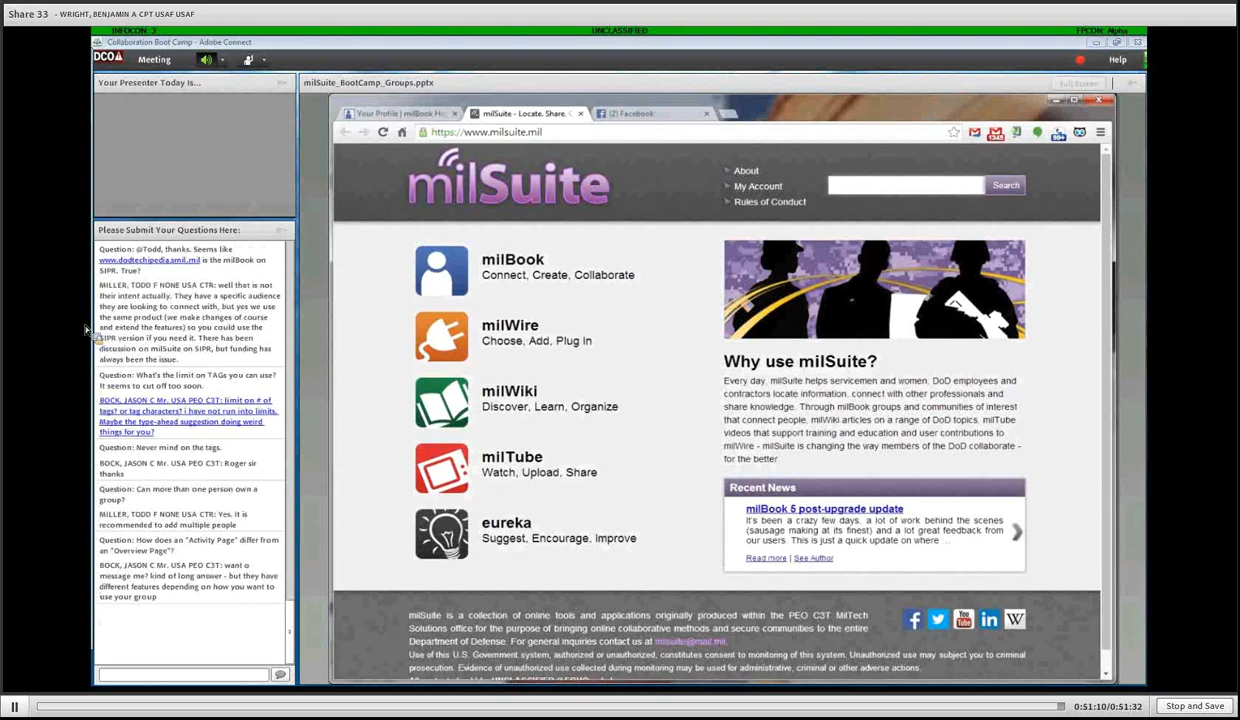 Share 33 - WRIGHT, BENJAMIN A CPT USAF USAF
INFOCON: 3
UNCLASSIFIED
FPCON: Alpha
Collaboration Boot Camp - Adobe Connect
DCO
Meeting
Help
Your Presenter Today Is...
Please Submit Your Questions Here:
Question: @Todd, thanks. Seems like
www.dodtechipedia.smil.mil is the milBook on
SIPR. True?
MILLER, TODD F NONE USA CTR: well that is not
their intent actually. They have a specific audience
they are looking to connect with, but yes we use
the same product (we make changes of course
and extend the features) so you could use the
SIPR version if you need it. There has been
discussion on milSuite on SIPR, but funding has
always been the issue.
Question: What's the limit on TAGs you can use?
It seems to cut off too soon.
BOCK, JASON C Mr. USA PEO C3T: limit on # of
tags? or tag characters? i have not run into limits.
Maybe the type-ahead suggestion doing weird
things for you?
Question: Never mind on the tags.
BOCK, JASON C Mr. USA PEO C3T: Roger sir
thanks
Question: Can more than one person own a
group?
MILLER, TODD F NONE USA CTR: Yes. It is
recommended to add multiple people
Question: How does an "Activity Page" differ from
an "Overview Page"?
BOCK, JASON C Mr. USA PEO C3T: want o
message me? kind of long answer - but they have
different features depending on how you want to
use your group
milSuite_BootCamp_Groups.pptx
Full Screen
Your Profile | milBook H
milSuite - Locate. Share. C
(2) Facebook
https://www.milsuite.mil
99+
milSuite
About
My Account
Rules of Conduct
Search
milBook
Connect, Create, Collaborate
milWire
Choose, Add, Plug In
milWiki
Discover, Learn, Organize
milTube
Watch, Upload, Share
eureka
Suggest, Encourage, Improve
Why use milSuite?
Every day, milSuite helps servicemen and women, DoD employees and
contractors locate information, connect with other professionals and
share knowledge. Through milBook groups and communities of interest
that connect people, milWiki articles on a range of DoD topics, milTube
videos that support training and education and user contributions to
milWire - milSuite is changing the way members of the DoD collaborate -
for the better.
Recent News
milBook 5 post-upgrade update
It's been a crazy few days, a lot of work behind the scenes
(sausage making at its finest) and a lot of great feedback from
our users. This is just a quick update on where ...
Read more | See Author
milSuite is a collection of online tools and applications originally produced within the PEO C3T MilTech
Solutions office for the purpose of bringing online collaborative methods and secure communities to the entire
Department of Defense. For general inquiries contact us at milsuite@mail.mil.
Use of this U.S. Government system, authorized or unauthorized, constitutes consent to monitoring of this system. Unauthorized use may subject you to criminal
prosecution. Evidence of unauthorized use collected during monitoring may be used for administrative, criminal or other adverse actions.
You Tube
in
W
0:51:10/0:51:32
Stop and Save